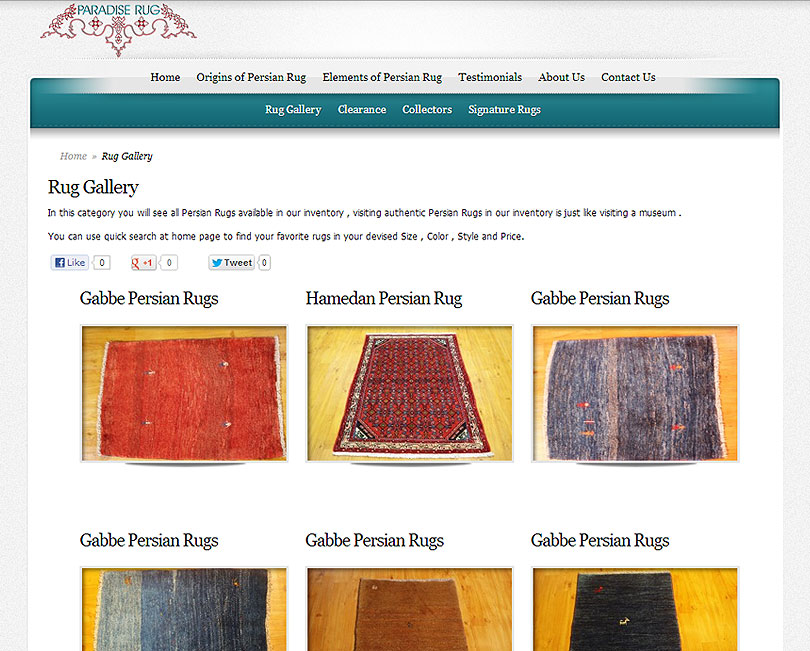 PARADISE RUG
Home Origins of Persian Rug Elements of Persian Rug Testimonials About Us Contact Us
Rug Gallery Clearance Collectors Signature Rugs
Home » Rug Gallery
Rug Gallery
In this category you will see all Persian Rugs available in our inventory , visiting authentic Persian Rugs in our inventory is just like visiting a museum .
You can use quick search at home page to find your favorite rugs in your devised Size , Color , Style and Price.
Like 0 +1 0 Tweet 0
Gabbe Persian Rugs Hamedan Persian Rug Gabbe Persian Rugs
Gabbe Persian Rugs Gabbe Persian Rugs Gabbe Persian Rugs